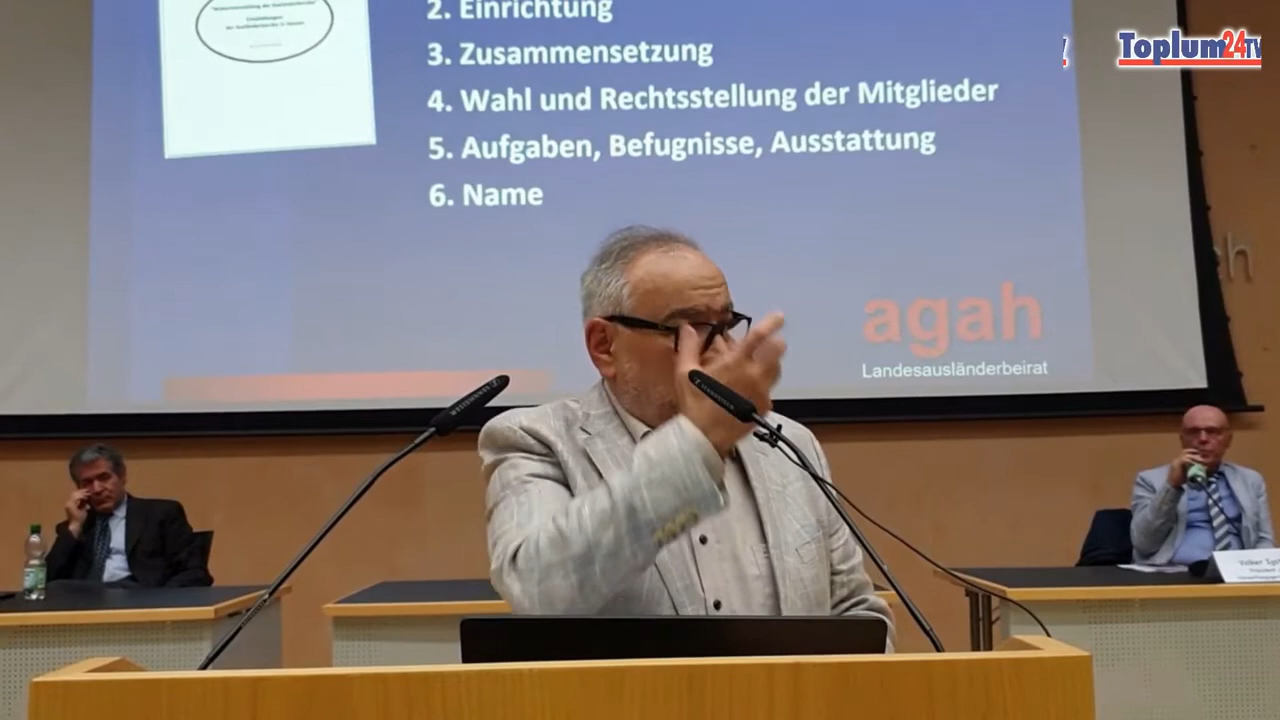 2. Einrichtung
3. Zusammensetzung
4. Wahl und Rechtsstellung der Mitglieder
5. Aufgaben, Befugnisse, Ausstattung
6. Name
agah
Landesausländerbeirat
Toplum24TV
Volker